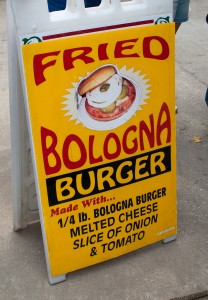 FRIED
BOLOGNA
BURGER
Made With...
1/4 lb. BOLOGNA BURGER
MELTED CHEESE
SLICE OF ONION
& TOMATO